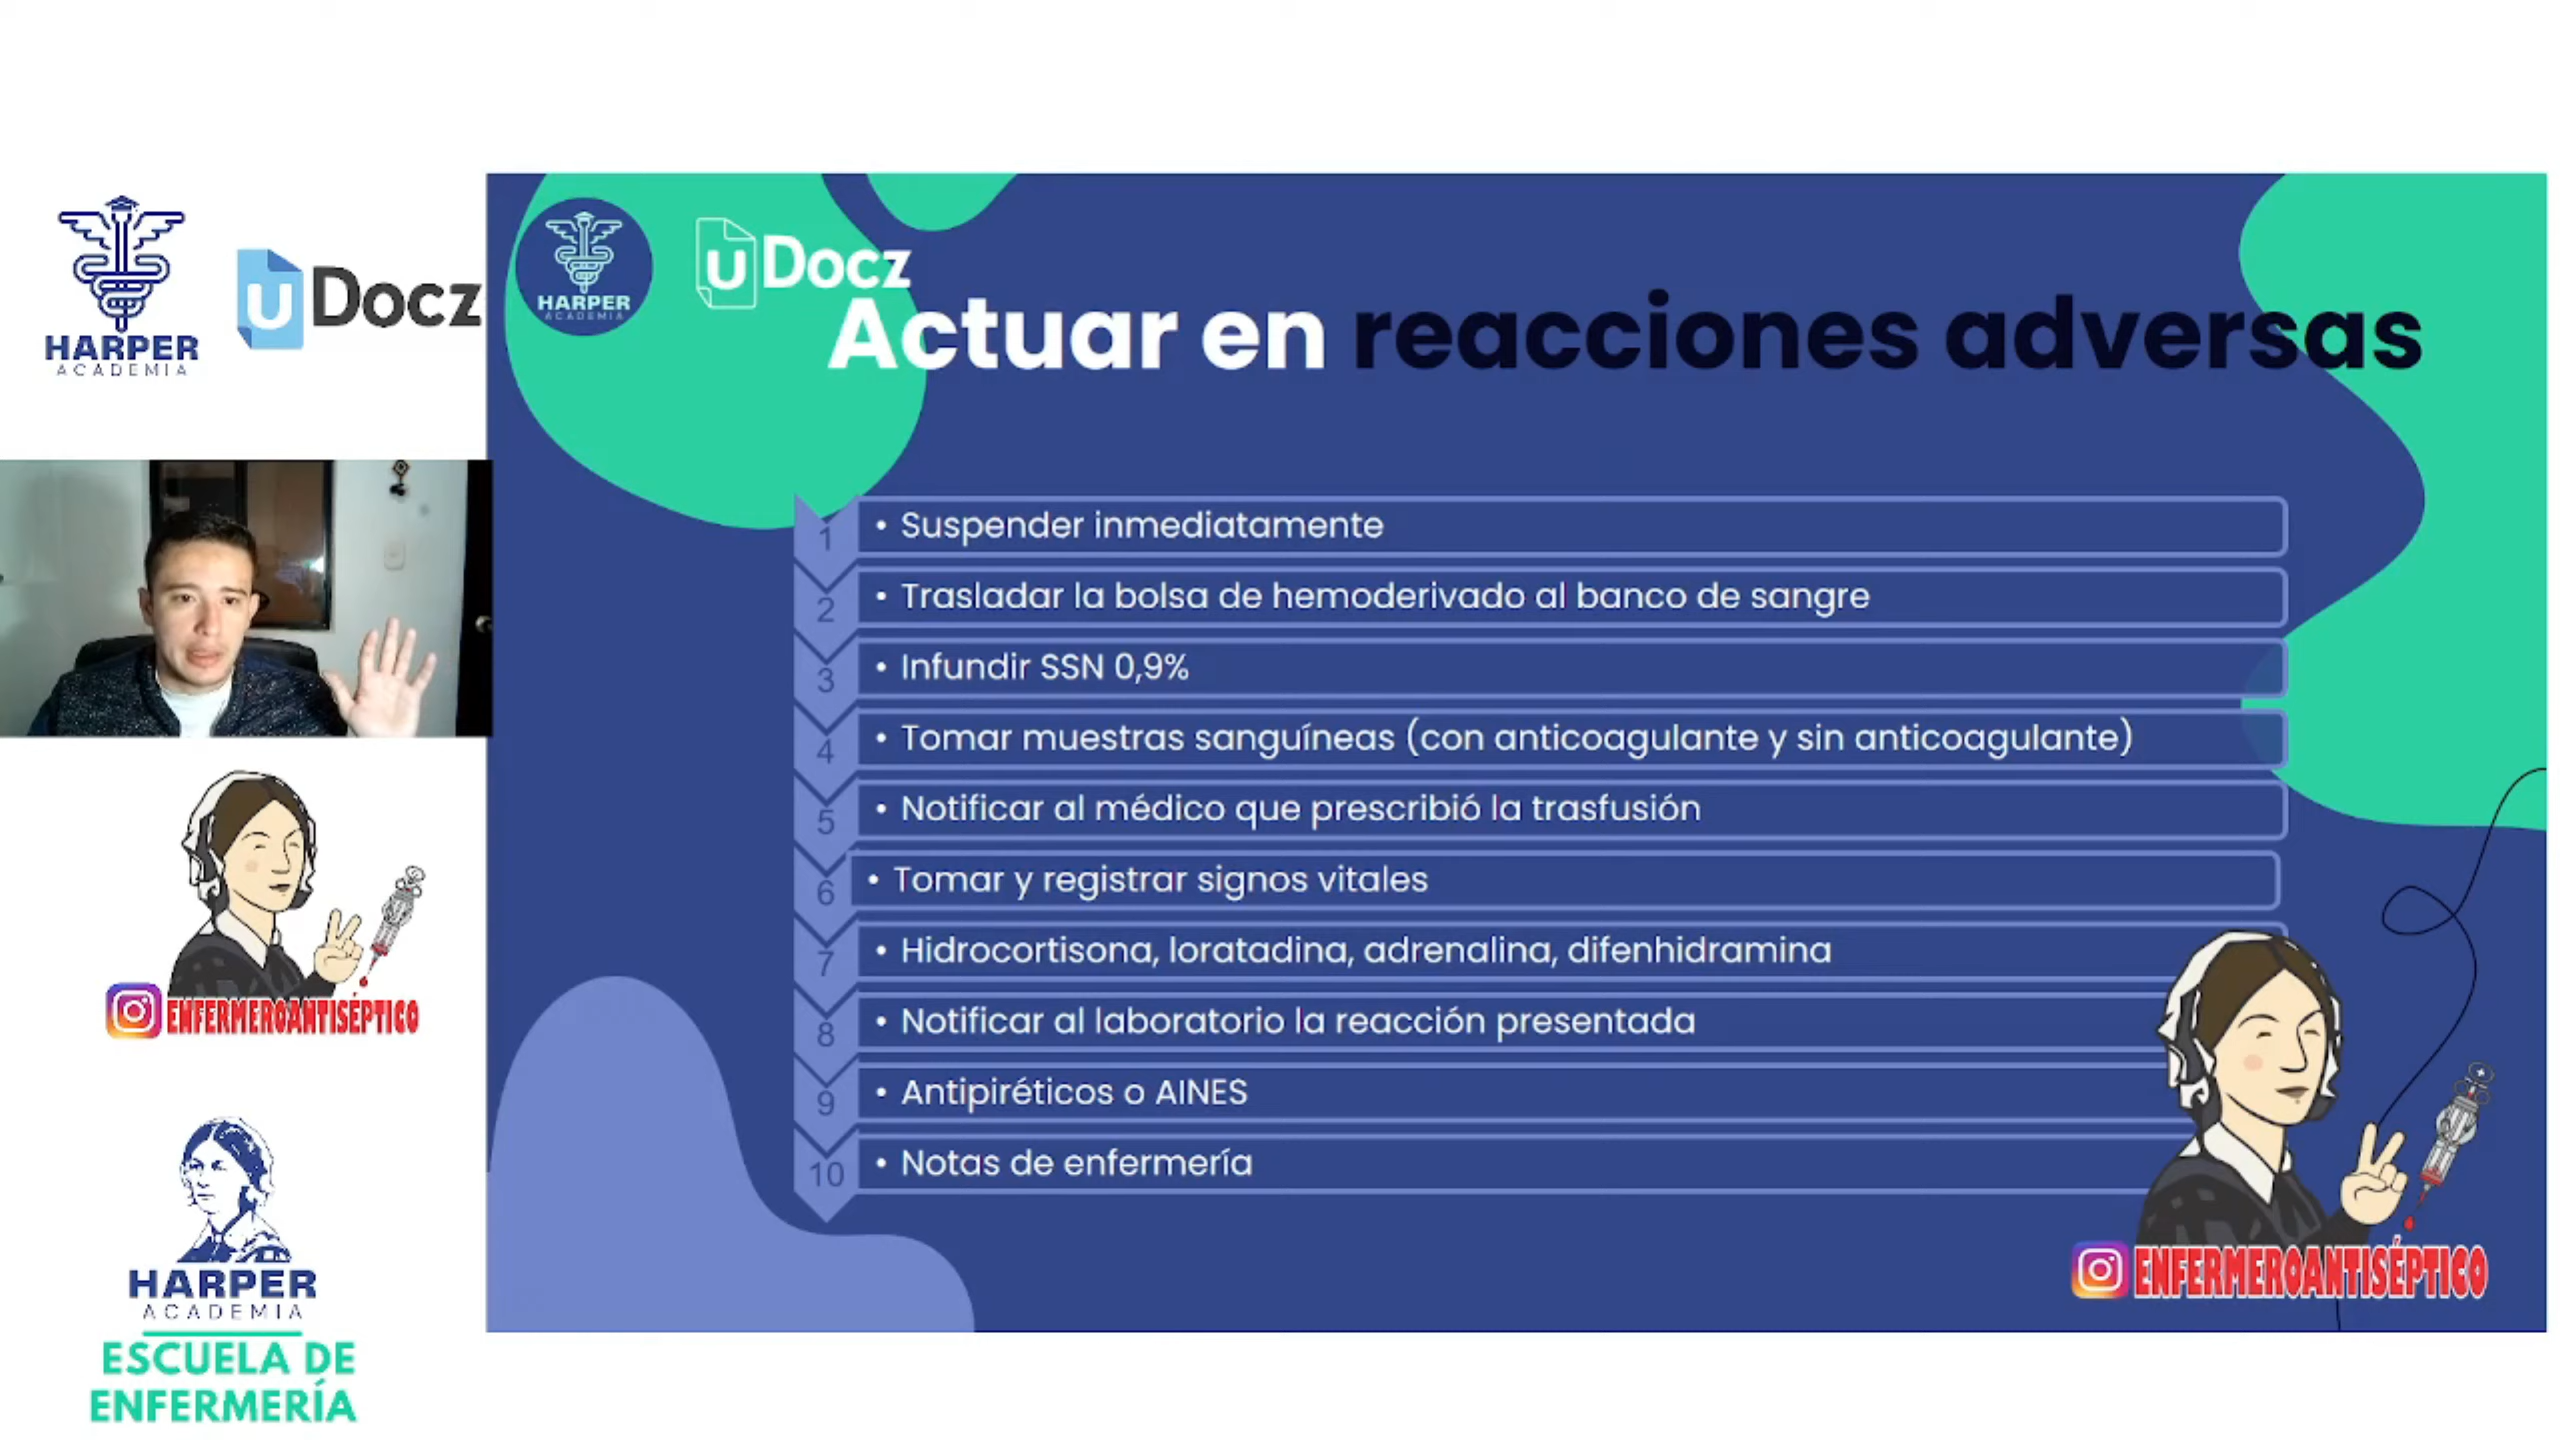 HARPER
ACADEMIA
uDocz
HARPER
ACADEMIA
uDocz
Actuar en reacciones adversas
1 • Suspender inmediatamente
2 • Trasladar la bolsa de hemoderivado al banco de sangre
3 • Infundir SSN 0,9%
4 • Tomar muestras sanguíneas (con anticoagulante y sin anticoagulante)
5 • Notificar al médico que prescribió la trasfusión
6 • Tomar y registrar signos vitales
7 • Hidrocortisona, loratadina, adrenalina, difenhidramina
8 • Notificar al laboratorio la reacción presentada
9 • Antipiréticos o AINES
10 • Notas de enfermería
ENFERMEROANTISÉPTICO
ENFERMEROANTISÉPTICO
HARPER
ACADEMIA
ESCUELA DE
ENFERMERÍA